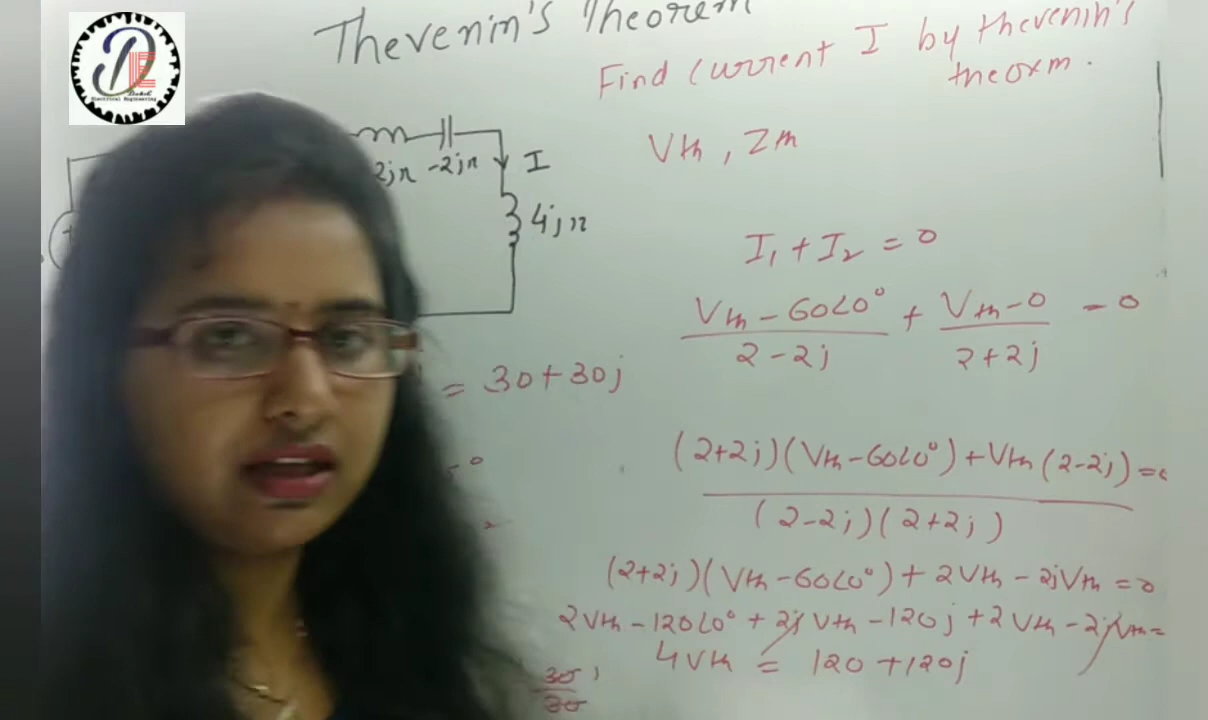 Thevenin's Theorem
Find Current I by thevenin's
theorm.
DEE
Electrical Engineering
Vth, Zth
2jΩ -2jΩ
I
4jΩ
I1 + I2 = 0
Vth - 60∠0° + Vth - 0 - 0
2 - 2j 2 + 2j
= 30 + 30j
(2+2j)(Vth - 60∠0°) + Vth(2-2j) =
(2-2j)(2+2j)
(2+2j)(Vth - 60∠0°) + 2Vth - 2jVth = 0
2Vth - 120∠0° + 2jVth - 120j + 2Vth - 2jVth =
4Vth = 120 + 120j